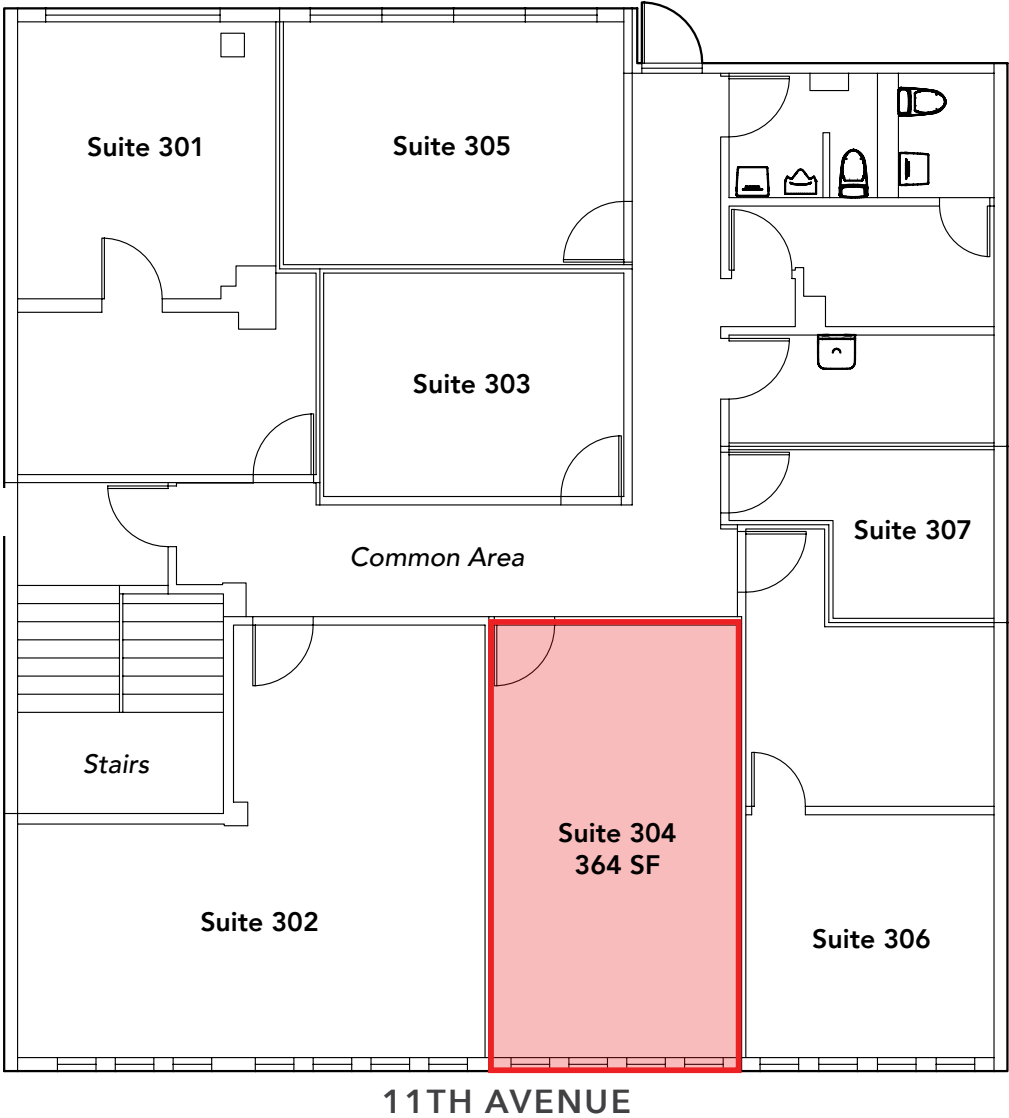 Suite 301
Suite 305
Suite 303
Suite 307
Common Area
Stairs
Suite 304
364 SF
Suite 302
Suite 306
11TH AVENUE